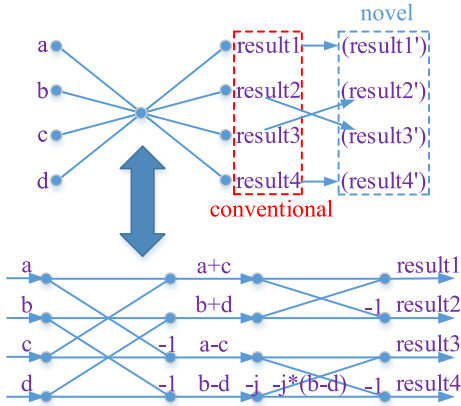 novel
a result1 (result1')
b result2 (result2')
c result3 (result3')
d result4 (result4')
conventional
a a+c result1
b b+d -1 result2
c -1 a-c result3
d -1 b-d -j -j*(b-d) -1 result4